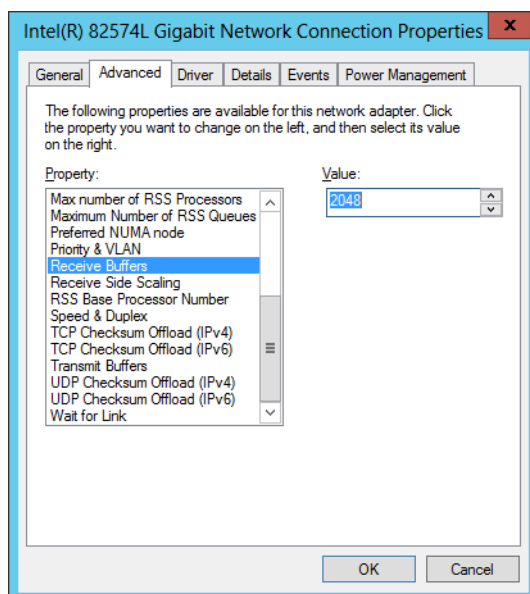 Intel(R) 82574L Gigabit Network Connection Properties
x
General Advanced Driver Details Events Power Management
The following properties are available for this network adapter. Click
the property you want to change on the left, and then select its value
on the right.
Property:
Max number of RSS Processors
Maximum Number of RSS Queues
Preferred NUMA node
Priority & VLAN
Receive Buffers
Receive Side Scaling
RSS Base Processor Number
Speed & Duplex
TCP Checksum Offload (IPv4)
TCP Checksum Offload (IPv6)
Transmit Buffers
UDP Checksum Offload (IPv4)
UDP Checksum Offload (IPv6)
Wait for Link
Value:
2048
OK Cancel